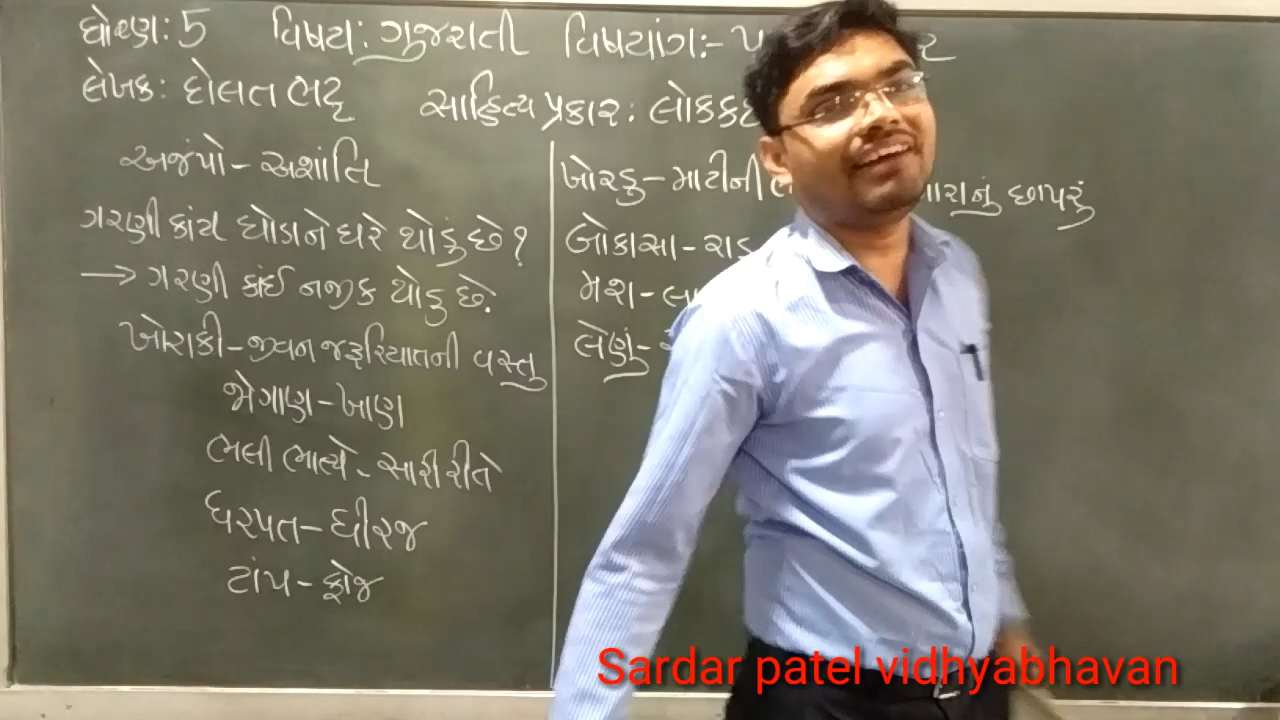 ધોરણ: 5 વિષય: ગુજરાતી વિષયાંગ:-
લેખક: દોલત ભટ્ટ સાહિત્ય પ્રકાર: લોકકથા
અજંપો - અશાંતિ
ગરણી કાંય ઘોડાને ઘરે થોડું છે ?
→ ગરણી કાંઈ નજીક થોડુ છે.
ખોરાકી - જીવન જરૂરિયાતની વસ્તુ
જોગાણ - ખાણ
ભલી ભાત્યે - સારી રીતે
ધરપત - ધીરજ
ટાંપ - ફોજ
ખોરડુ - માટીની છાપરું
બોકાસા -
મેશ -
લેણું -
Sardar patel vidhyabhavan